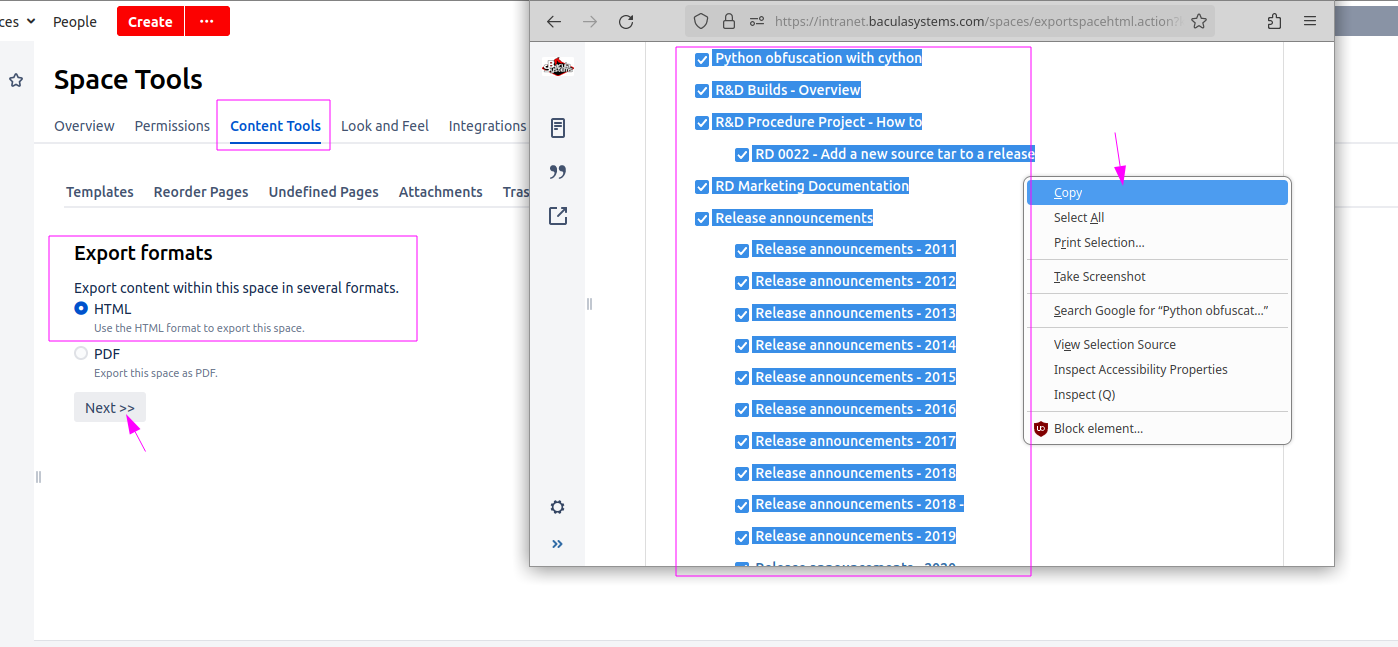 ces
People
Create
...
Space Tools
Overview
Permissions
Content Tools
Look and Feel
Integrations
Templates
Reorder Pages
Undefined Pages
Attachments
Tras
Export formats
Export content within this space in several formats.
HTML
Use the HTML format to export this space.
PDF
Export this space as PDF.
Next >>
https://intranet.baculasystems.com/spaces/exportspacehtml.action?
Python obfuscation with cython
R&D Builds - Overview
R&D Procedure Project - How to
RD 0022 - Add a new source tar to a release
RD Marketing Documentation
Release announcements
Release announcements - 2011
Release announcements - 2012
Release announcements - 2013
Release announcements - 2014
Release announcements - 2015
Release announcements - 2016
Release announcements - 2017
Release announcements - 2018
Release announcements - 2018 -
Release announcements - 2019
Release announcements - 2020
Copy
Select All
Print Selection...
Take Screenshot
Search Google for “Python obfuscat...”
View Selection Source
Inspect Accessibility Properties
Inspect (Q)
Block element...